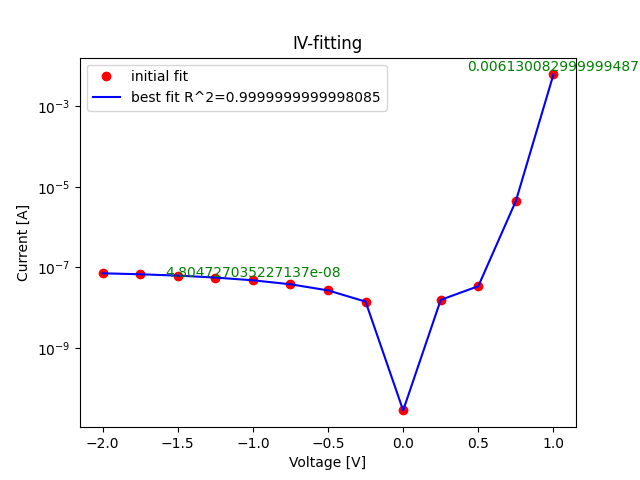 IV-fitting
0.006130082999999487
initial fit
best fit R^2=0.9999999999998085
10^-3
10^-5
10^-7
10^-9
4.804727035227137e-08
Current [A]
−2.0 −1.5 −1.0 −0.5 0.0 0.5 1.0
Voltage [V]